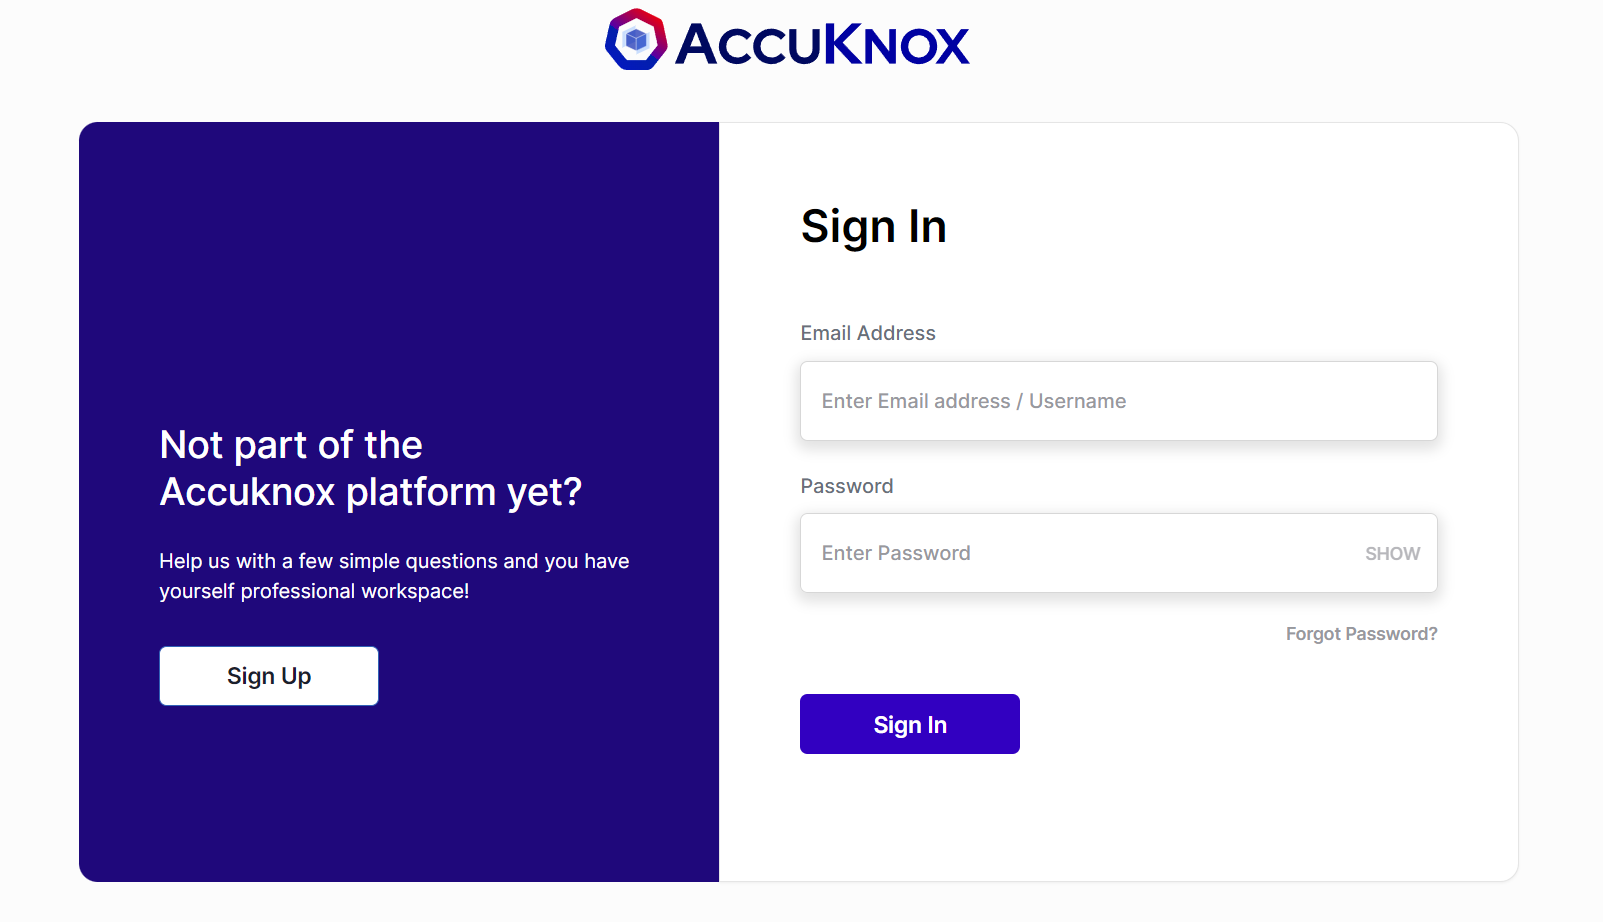 ACCUKNOX
Not part of the
Accuknox platform yet?
Help us with a few simple questions and you have
yourself professional workspace!
Sign Up
Sign In
Email Address
Enter Email address / Username
Password
Enter Password SHOW
Forgot Password?
Sign In